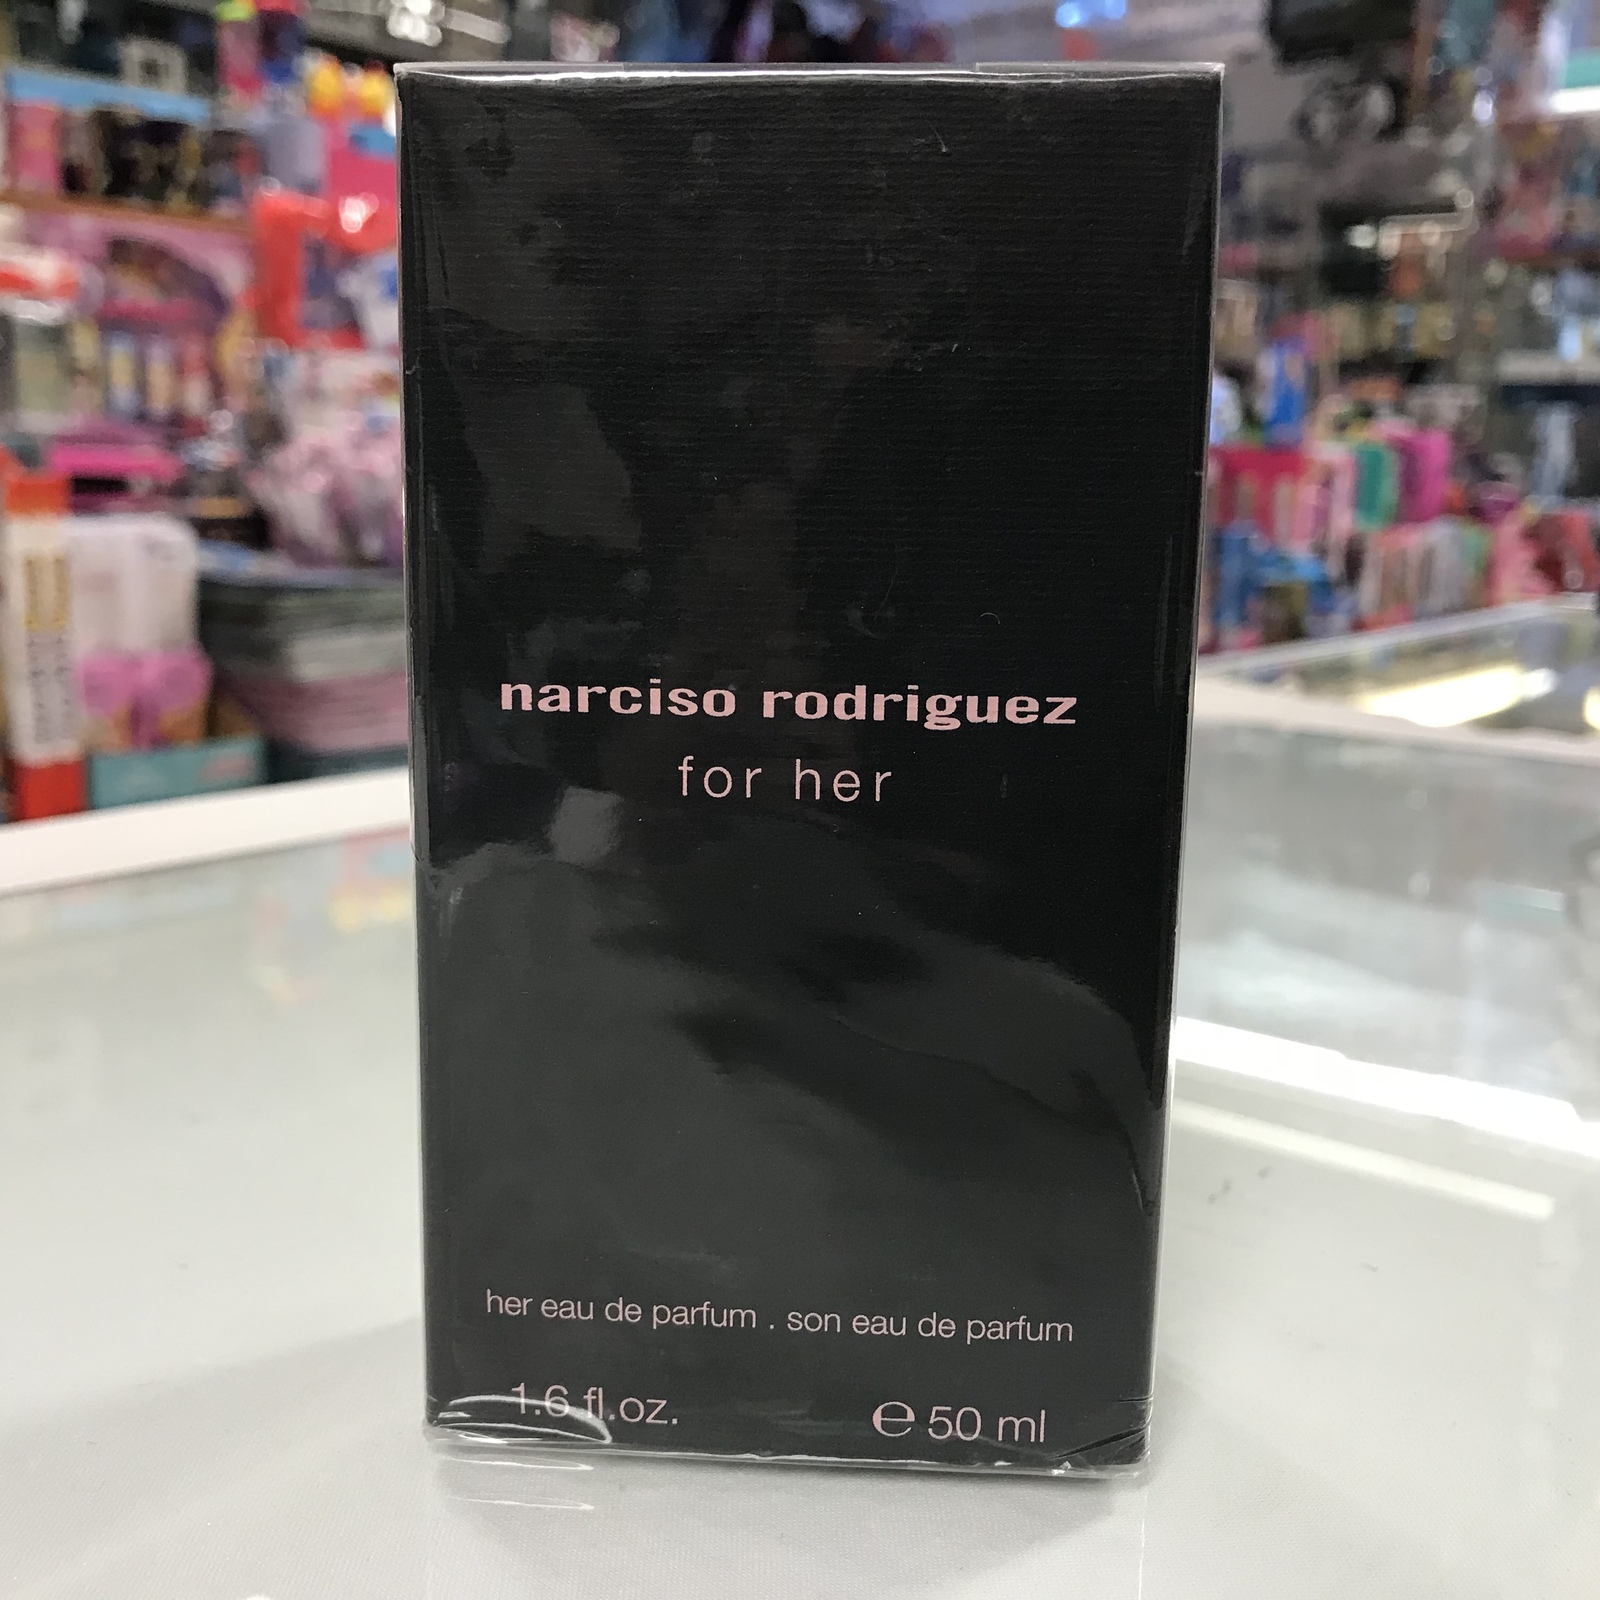 narciso rodriguez
for her
her eau de parfum . son eau de parfum
1.6 fl.oz. ℮ 50 ml